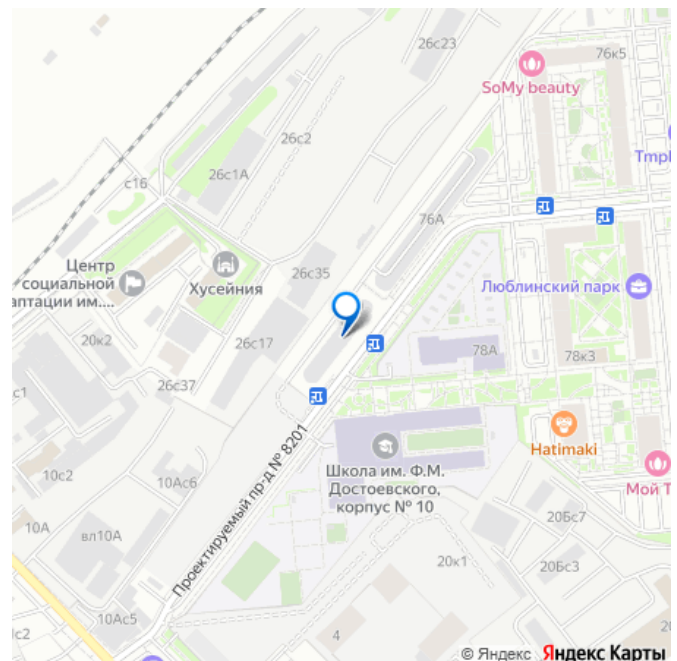 26с23
76к5
SoMy beauty
26с2
Tmpl
26с1А
с16
76А
Центр
социальной
аптации им....
Хусейния
26с35
Люблинский парк
20к2
26с17
78А
78к3
26с37
с1
Hatimaki
10с2
10Ас6
Школа им. Ф.М.
Достоевского,
корпус № 10
Мой Т
Проектируемый пр-д № 8201
20Бс7
10А
вл10А
20к1
20Бс3
10Ас5
с2
4
2
© Яндекс Яндекс Карты